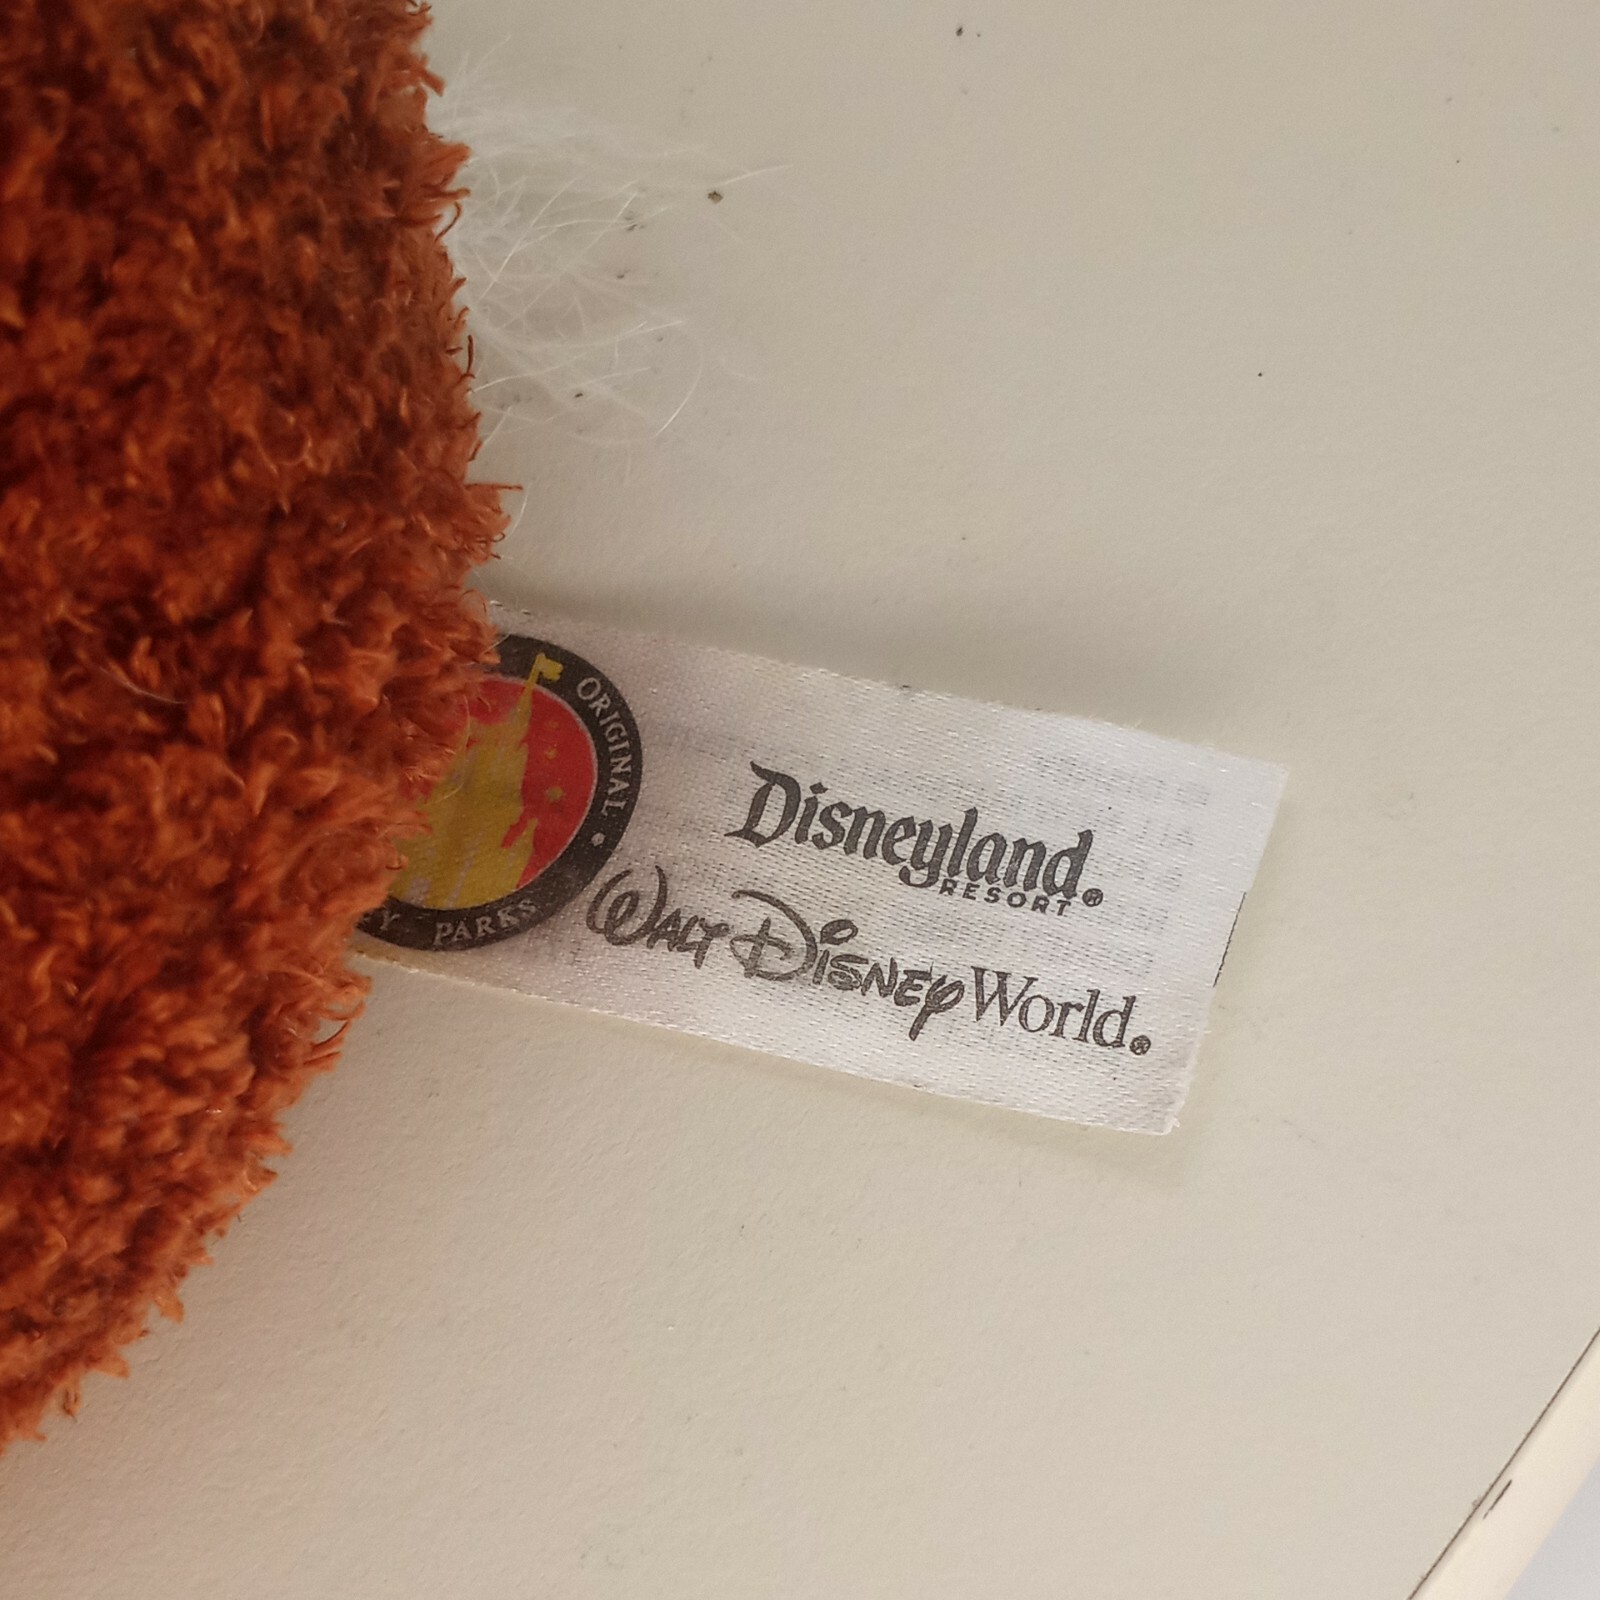 ORIGINAL •
PARKS
Disneyland®
RESORT
WALT DISNEY World®